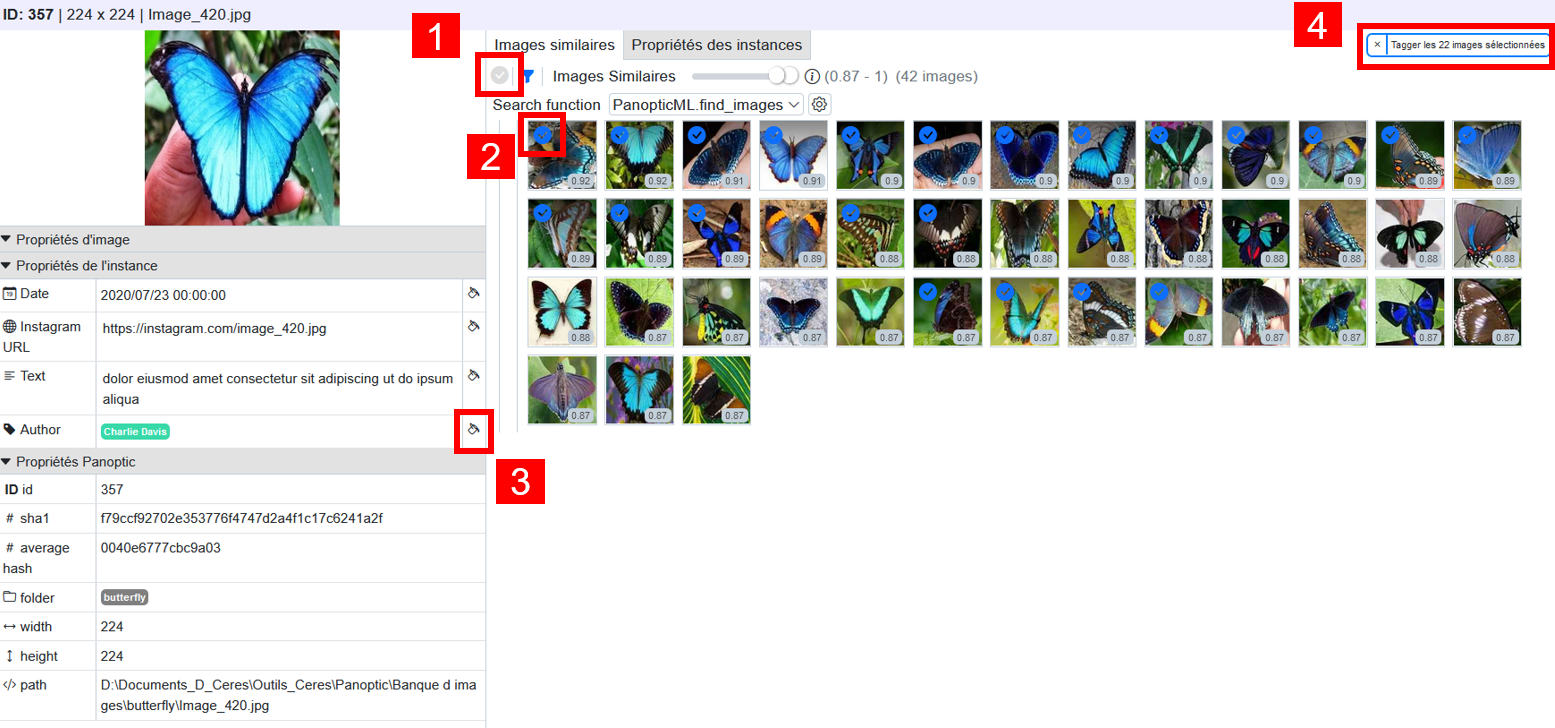 ID: 357 | 224 x 224 | Image_420.jpg
1
4
Images similaires Propriétés des instances
× Tagger les 22 images sélectionnées
Images Similaires (0.87 - 1) (42 images)
Search function PanopticML.find_images
2
0.92 0.92 0.91 0.91 0.9 0.9 0.9 0.9 0.9 0.9 0.9 0.89 0.89
0.89 0.89 0.89 0.89 0.88 0.88 0.88 0.88 0.88 0.88 0.88 0.88 0.88
0.88 0.87 0.87 0.87 0.87 0.87 0.87 0.87 0.87 0.87 0.87 0.87 0.87
0.87 0.87 0.87
Propriétés d'image
Propriétés de l'instance
Date 2020/07/23 00:00:00
Instagram URL https://instagram.com/image_420.jpg
Text dolor eiusmod amet consectetur sit adipiscing ut do ipsum
aliqua
Author Charlie Davis
3
Propriétés Panoptic
ID id 357
# sha1 f79ccf92702e353776f4747d2a4f1c17c6241a2f
# average hash 0040e6777cbc9a03
folder butterfly
width 224
height 224
path D:\Documents_D_Ceres\Outils_Ceres\Panoptic\Banque d ima
ges\butterfly\Image_420.jpg